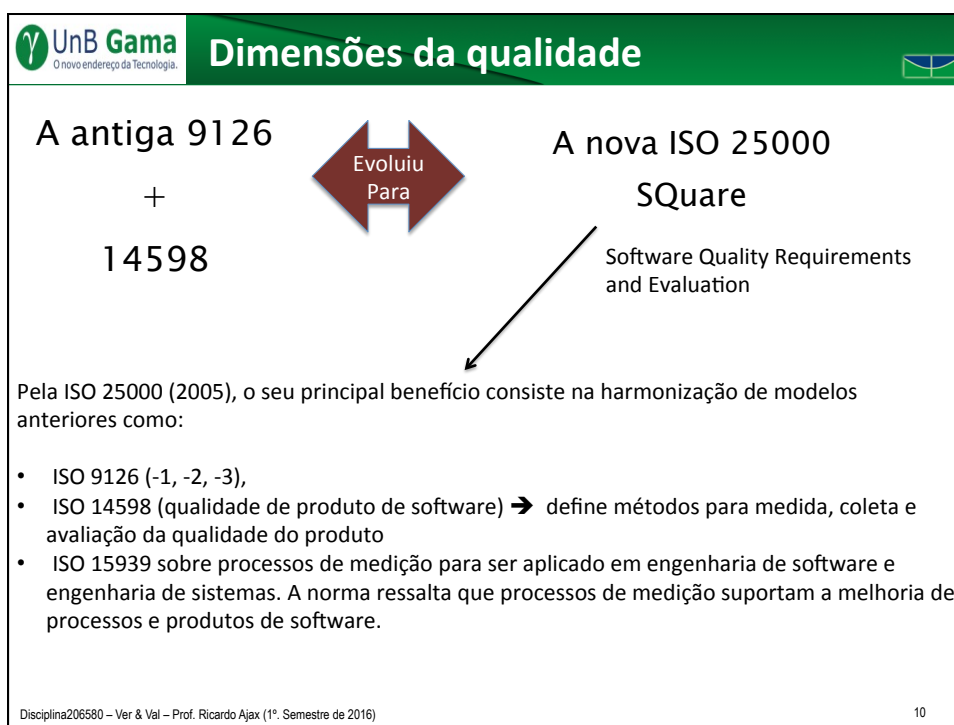 UnB Gama
O novo endereço da Tecnologia.
Dimensões da qualidade
A antiga 9126
+
14598
Evoluiu
Para
A nova ISO 25000
SQuare
Software Quality Requirements
and Evaluation
Pela ISO 25000 (2005), o seu principal benefício consiste na harmonização de modelos
anteriores como:
• ISO 9126 (-1, -2, -3),
• ISO 14598 (qualidade de produto de software) ➔ define métodos para medida, coleta e
avaliação da qualidade do produto
• ISO 15939 sobre processos de medição para ser aplicado em engenharia de software e
engenharia de sistemas. A norma ressalta que processos de medição suportam a melhoria de
processos e produtos de software.
Disciplina206580 – Ver & Val – Prof. Ricardo Ajax (1º. Semestre de 2016)
10